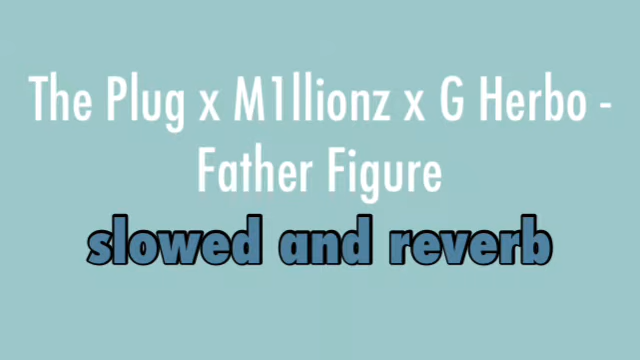 The Plug x M1llionz x G Herbo -
Father Figure
slowed and reverb